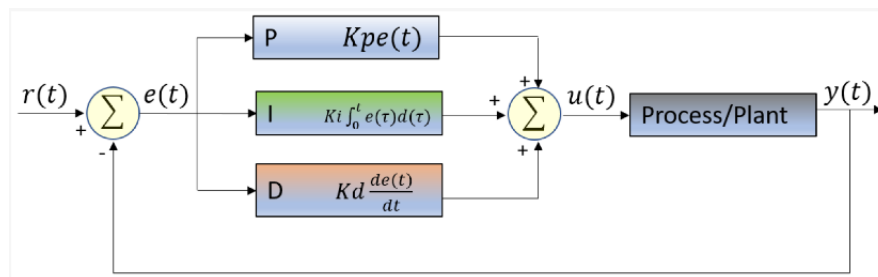 P Kpe(t)
r(t) e(t) I Ki∫₀ᵗ e(τ)d(τ) u(t) Process/Plant y(t)
D Kd de(t)/dt
Σ Σ
+ - + + +